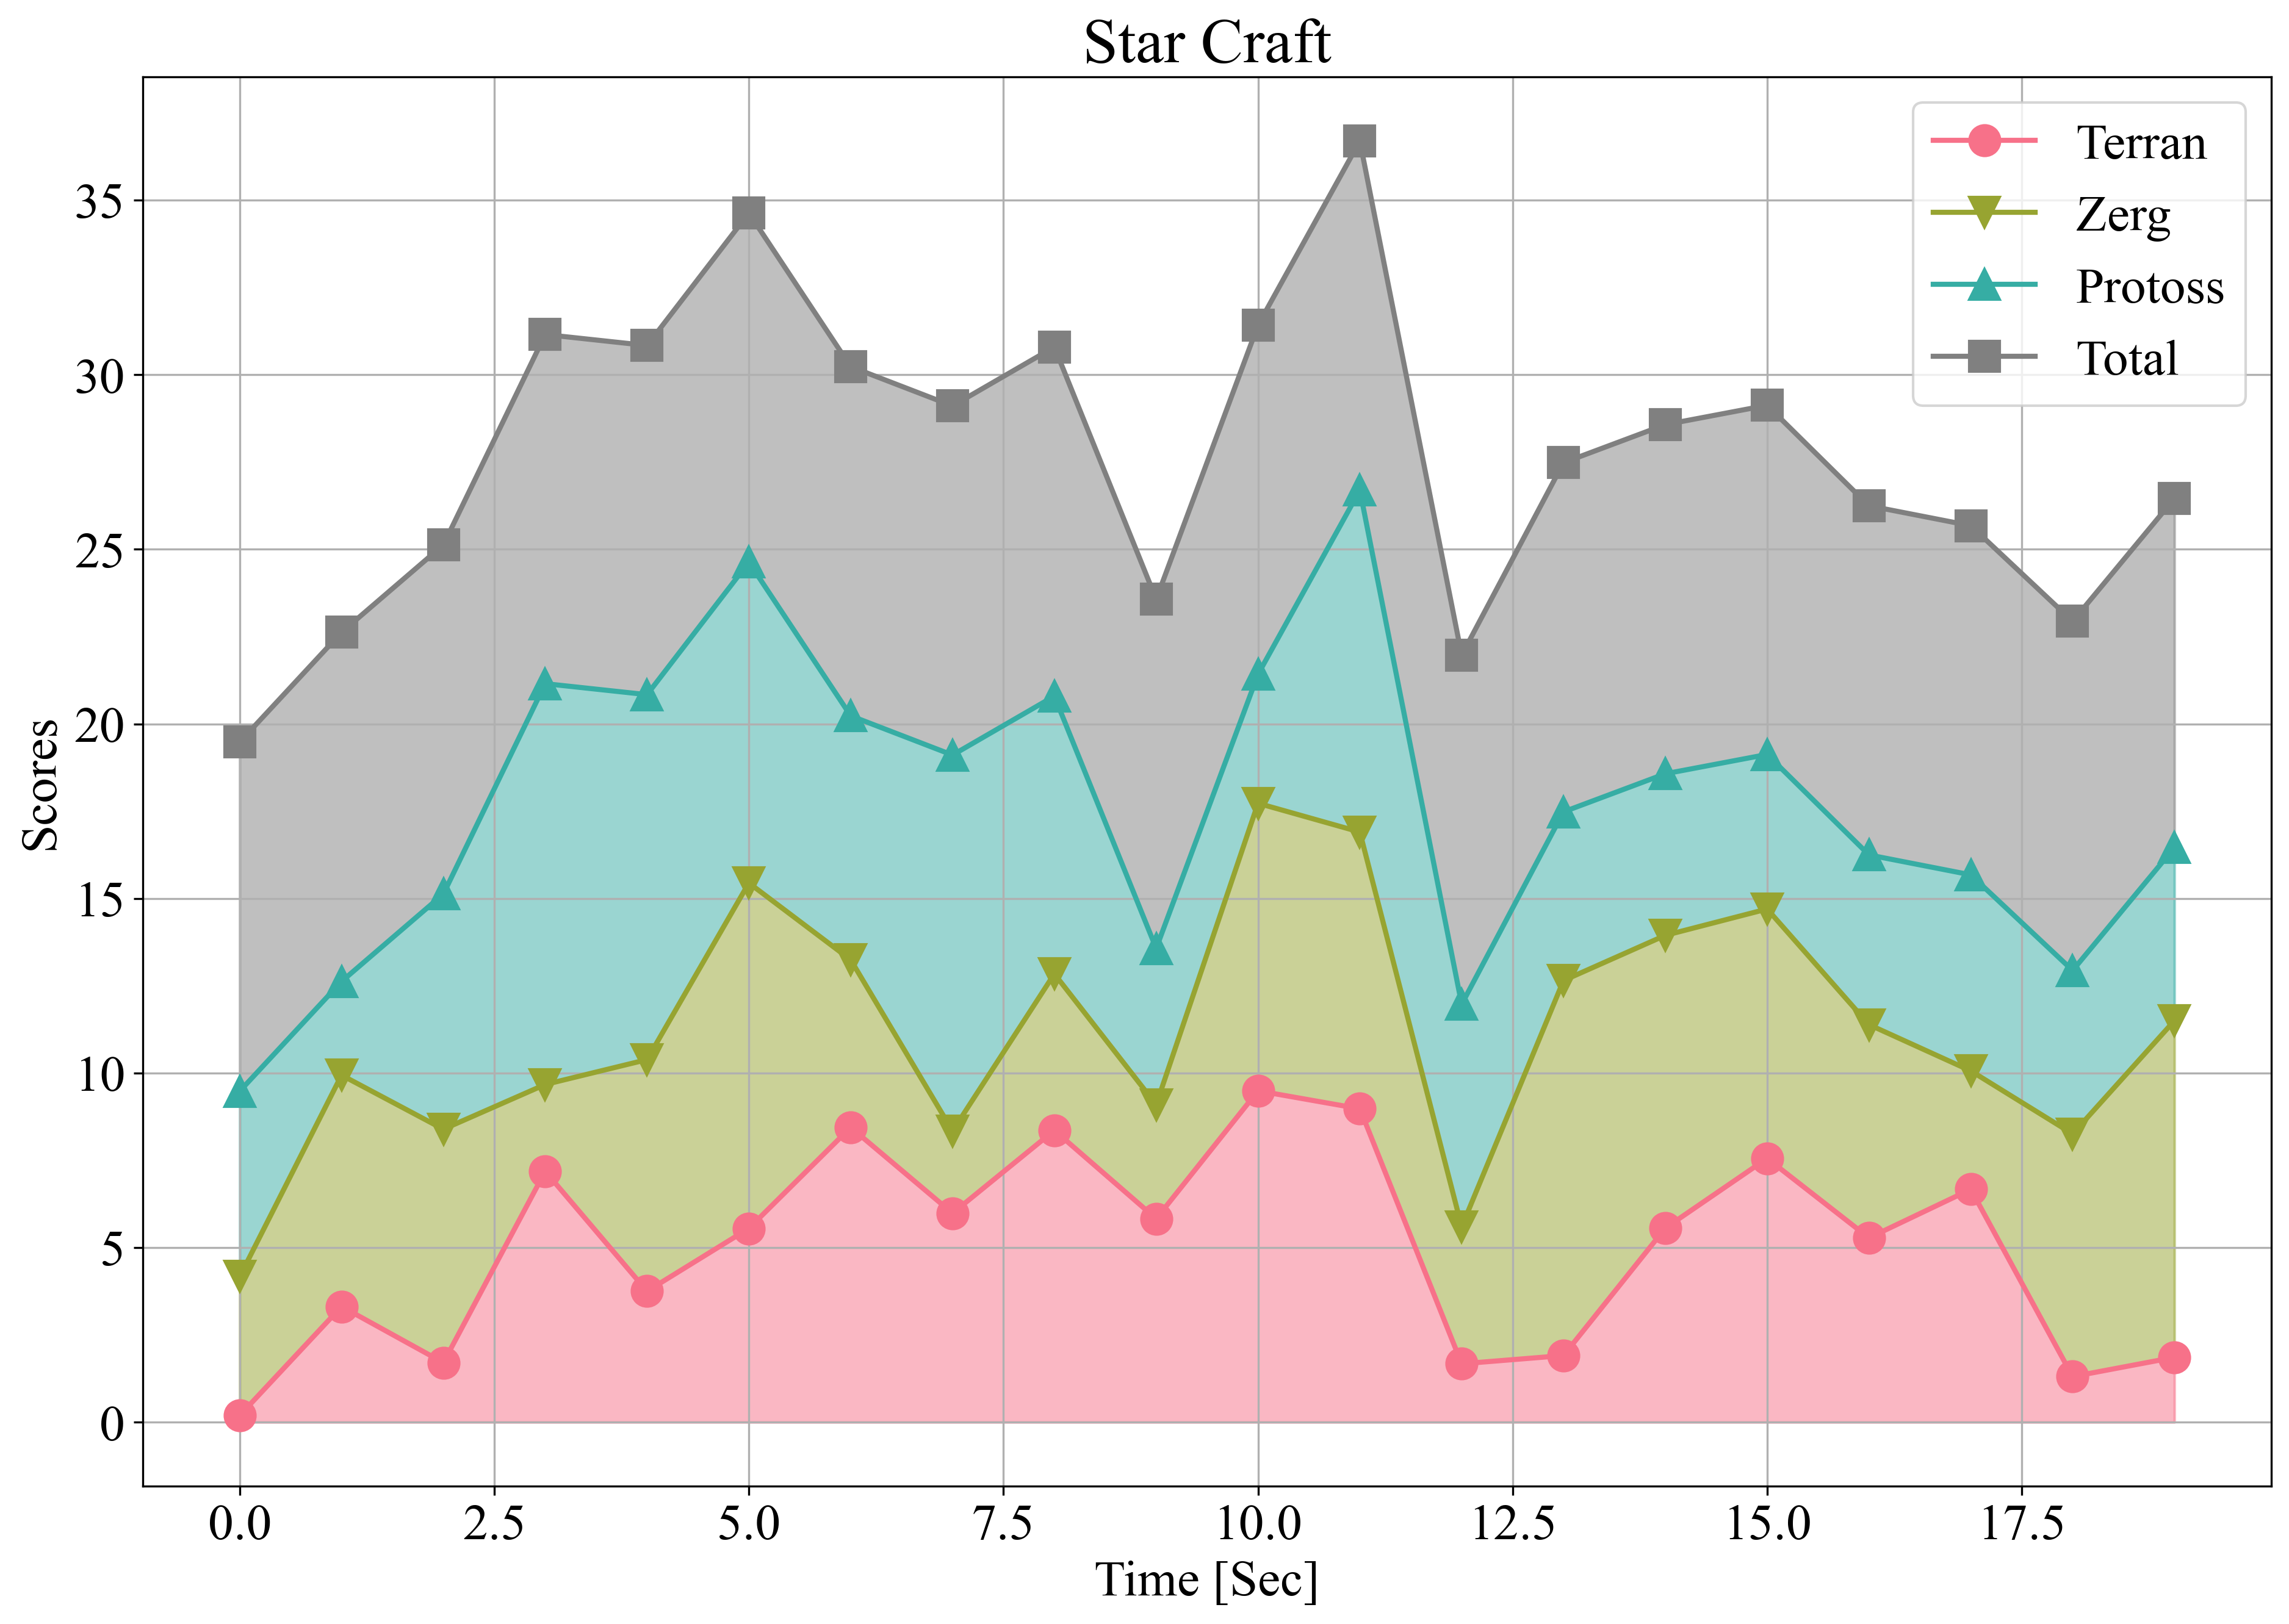 Star Craft
Terran
Zerg
Protoss
Total
Scores
35
30
25
20
15
10
5
0
0.0 2.5 5.0 7.5 10.0 12.5 15.0 17.5
Time [Sec]